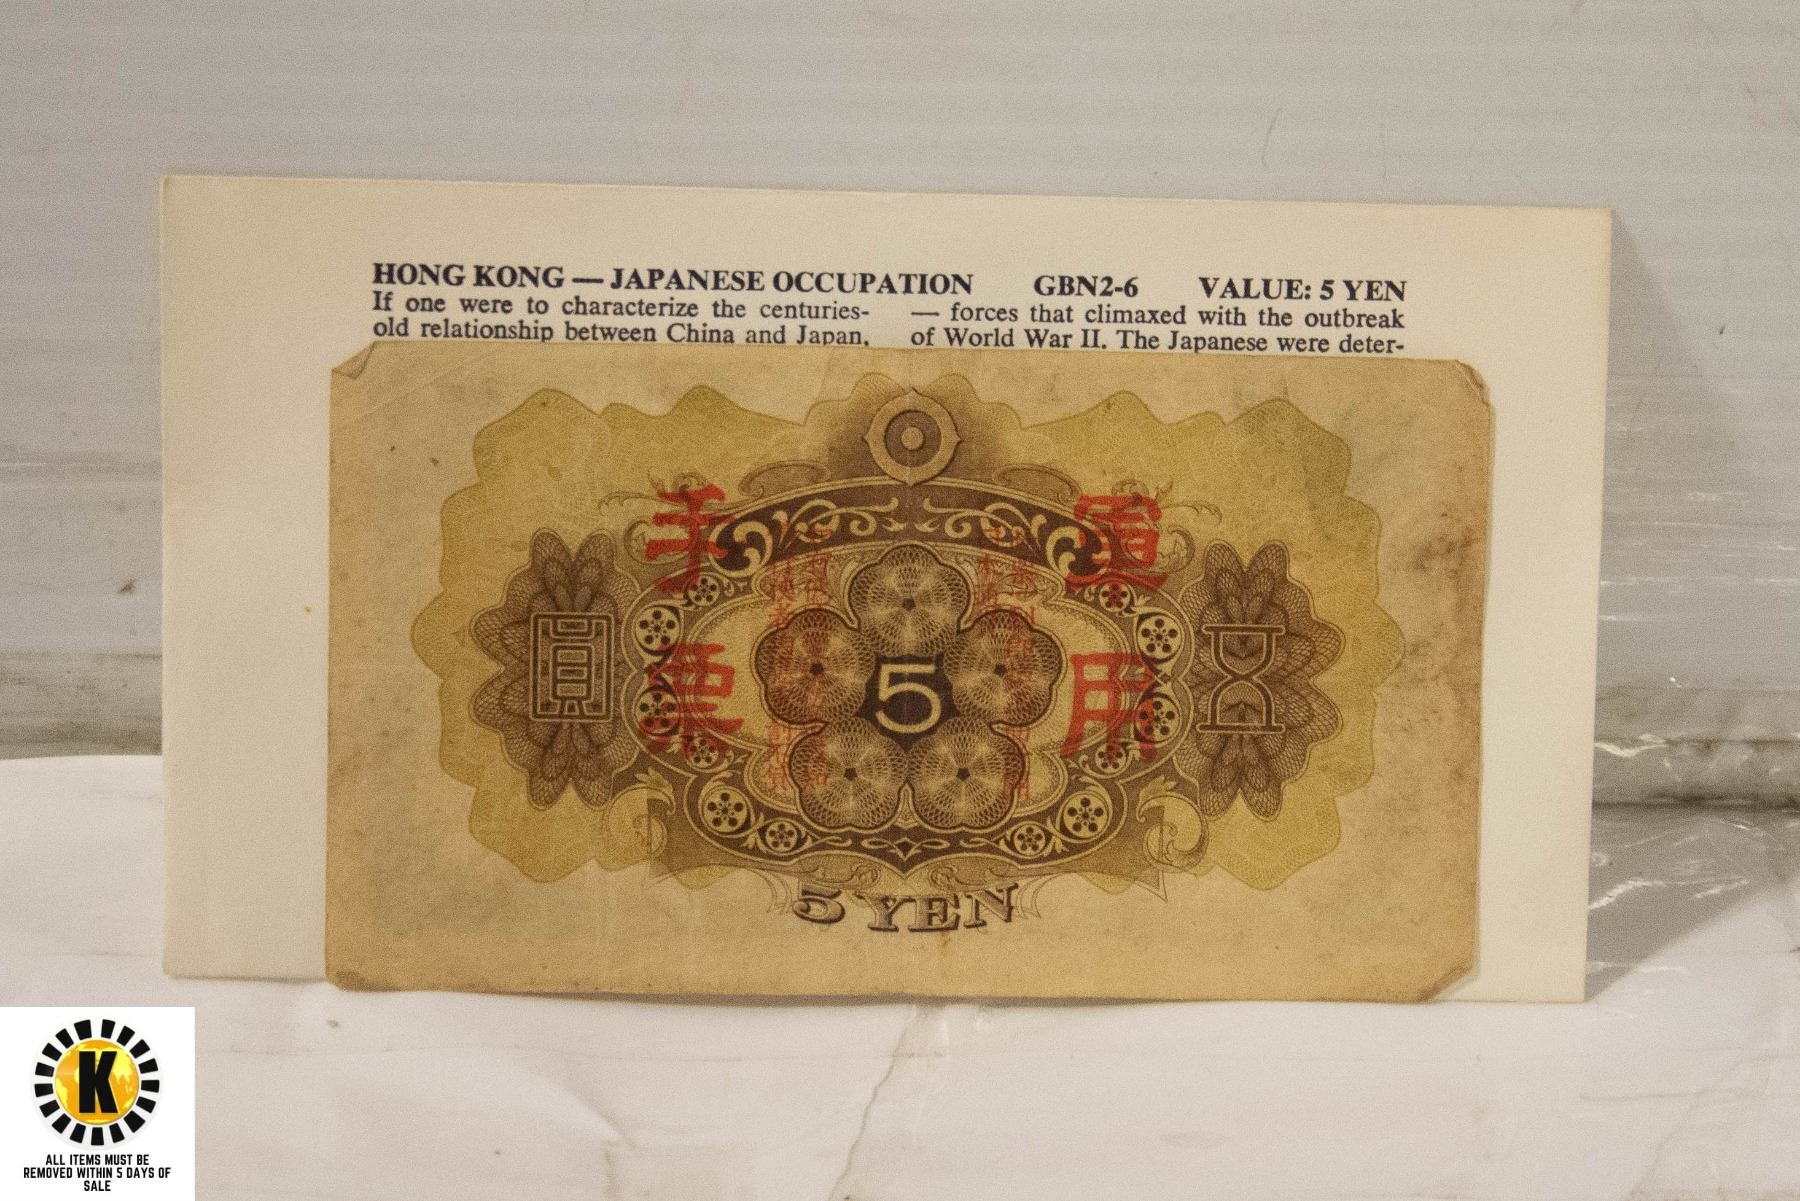 HONG KONG — JAPANESE OCCUPATION GBN2-6 VALUE: 5 YEN
If one were to characterize the centuries-
old relationship between China and Japan,
— forces that climaxed with the outbreak
of World War II. The Japanese were deter-
軍用
手票
圓
5
五
5 YEN
K
ALL ITEMS MUST BE
REMOVED WITHIN 5 DAYS OF
SALE